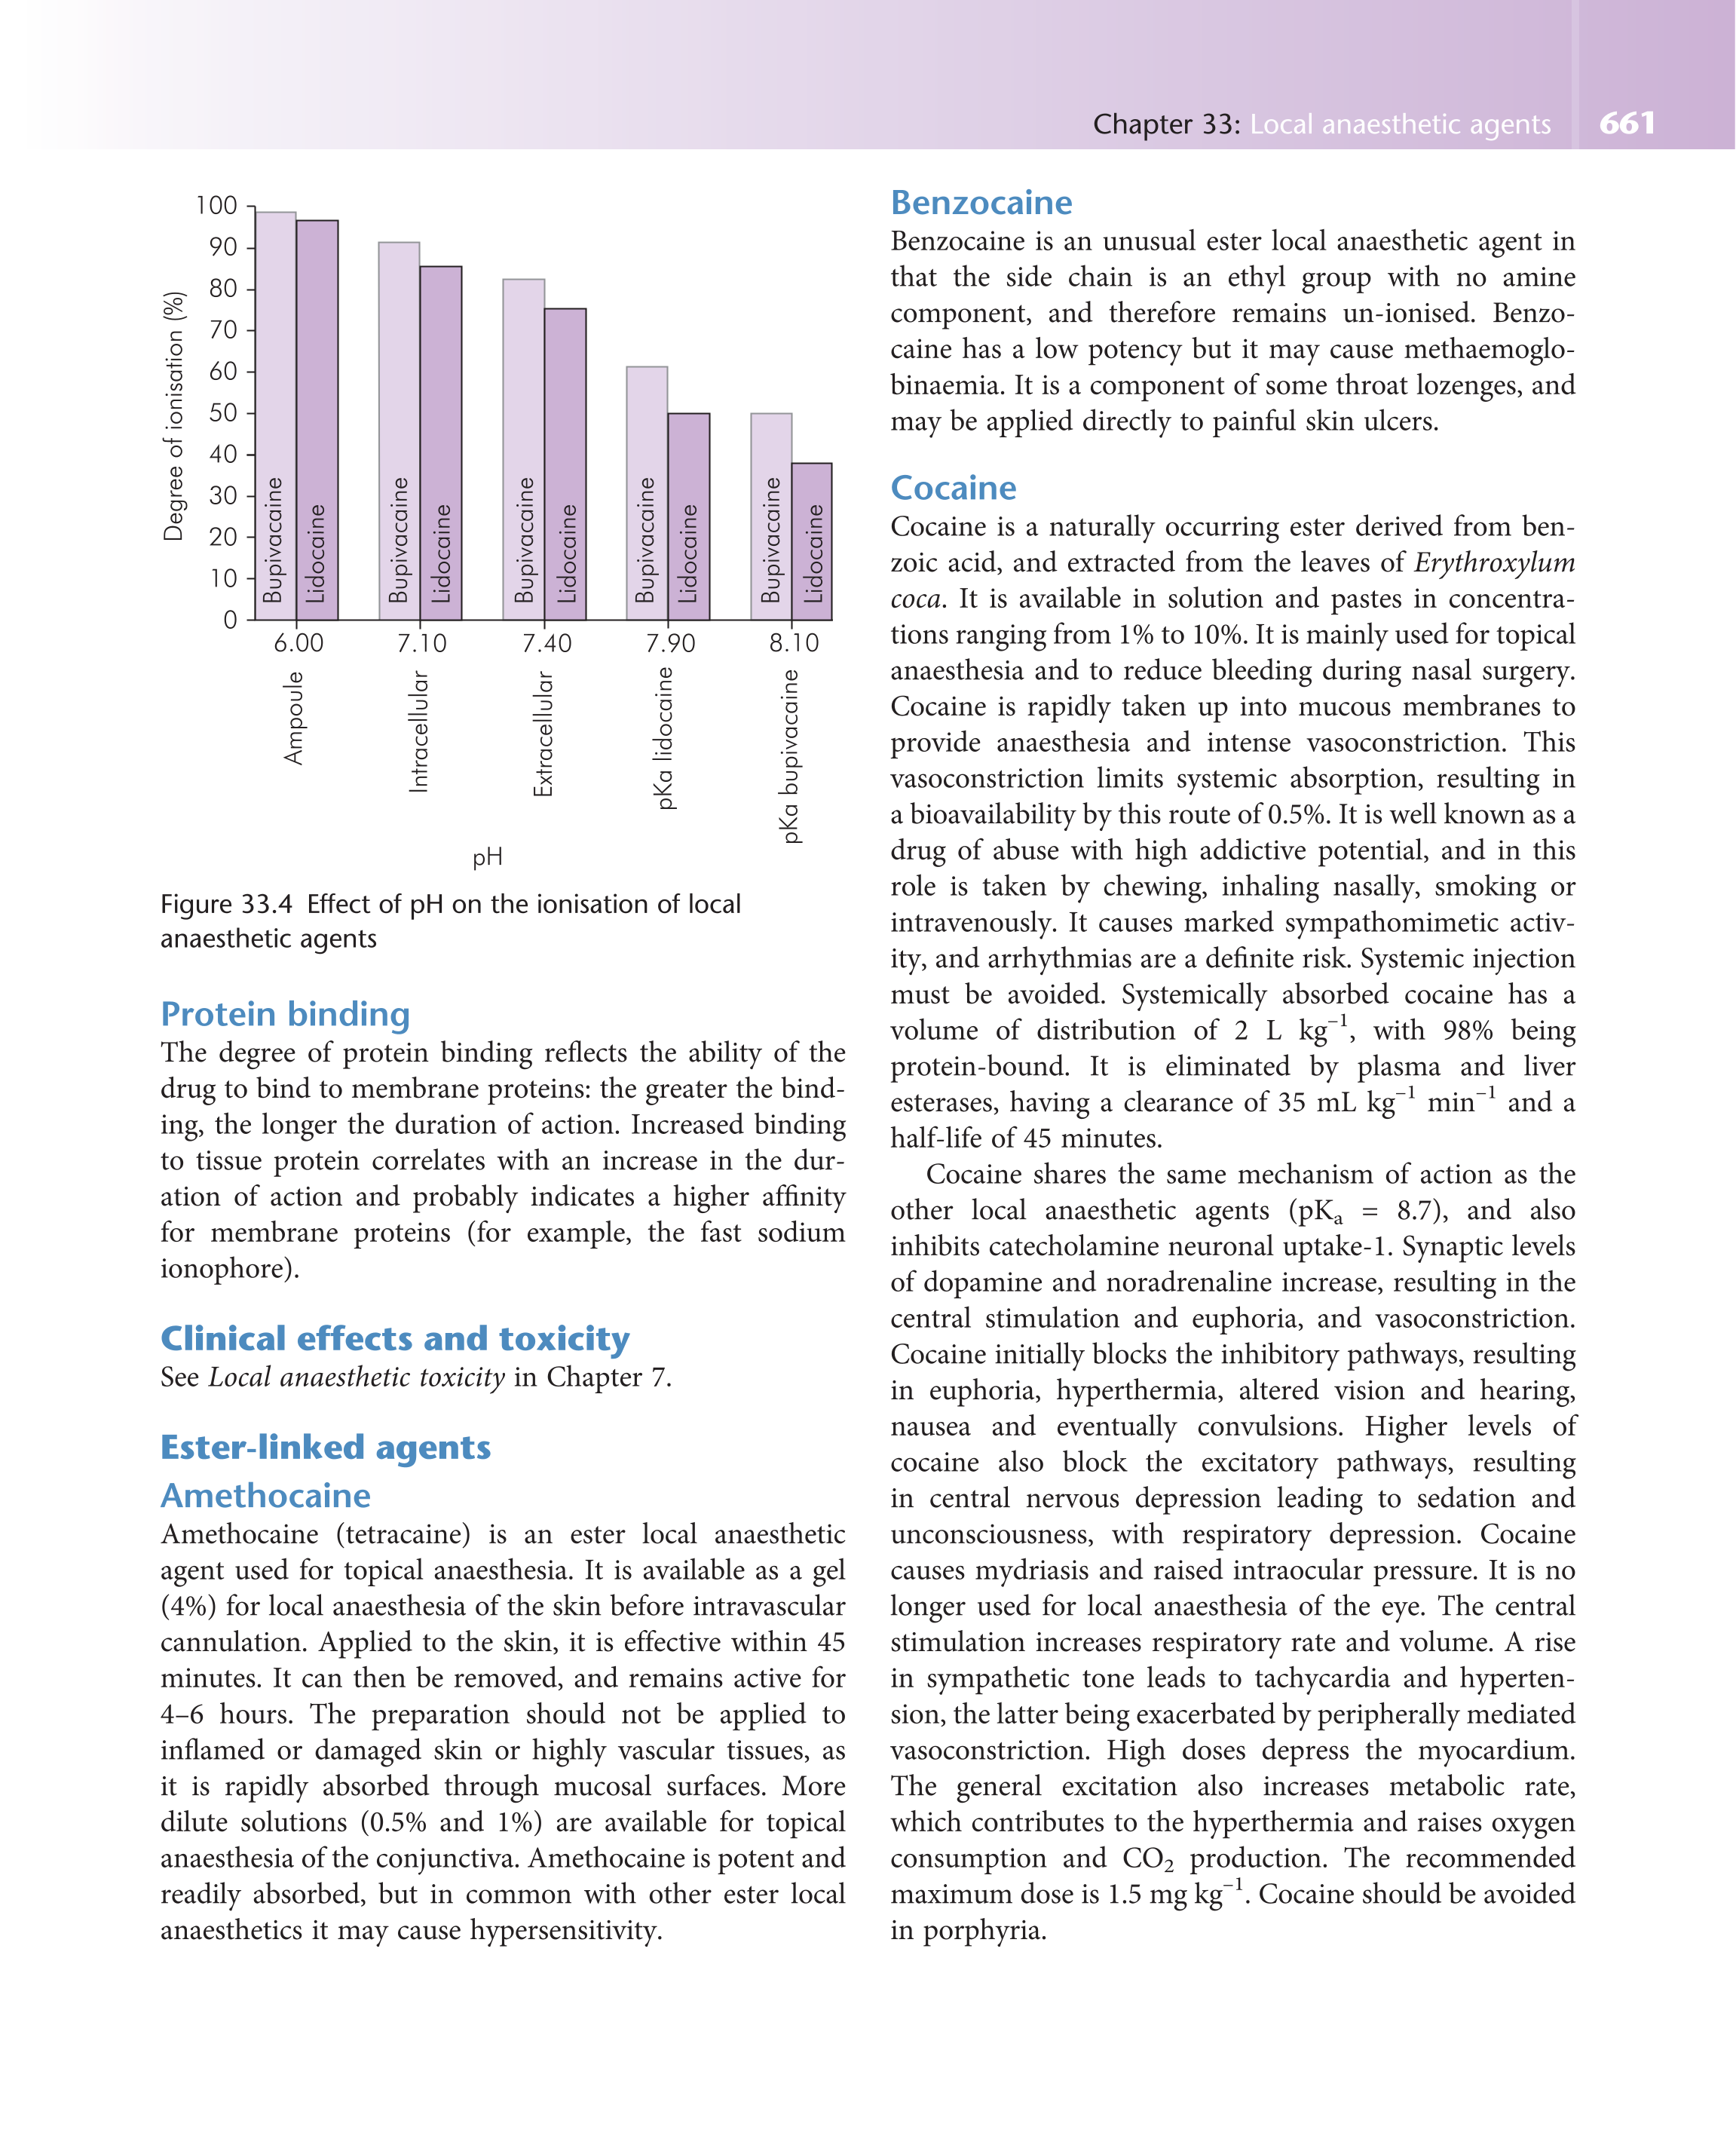 Chapter 33: Local anaesthetic agents 661
100
90
80
70
60
50
40
30
20
10
0
Degree of ionisation (%)
Bupivacaine
Lidocaine
Bupivacaine
Lidocaine
Bupivacaine
Lidocaine
Bupivacaine
Lidocaine
Bupivacaine
Lidocaine
6.00 7.10 7.40 7.90 8.10
Ampoule
Intracellular
Extracellular
pKa lidocaine
pKa bupivacaine
pH
Figure 33.4 Effect of pH on the ionisation of local
anaesthetic agents
Protein binding
The degree of protein binding reflects the ability of the
drug to bind to membrane proteins: the greater the bind-
ing, the longer the duration of action. Increased binding
to tissue protein correlates with an increase in the dur-
ation of action and probably indicates a higher affinity
for membrane proteins (for example, the fast sodium
ionophore).
Clinical effects and toxicity
See Local anaesthetic toxicity in Chapter 7.
Ester-linked agents
Amethocaine
Amethocaine (tetracaine) is an ester local anaesthetic
agent used for topical anaesthesia. It is available as a gel
(4%) for local anaesthesia of the skin before intravascular
cannulation. Applied to the skin, it is effective within 45
minutes. It can then be removed, and remains active for
4–6 hours. The preparation should not be applied to
inflamed or damaged skin or highly vascular tissues, as
it is rapidly absorbed through mucosal surfaces. More
dilute solutions (0.5% and 1%) are available for topical
anaesthesia of the conjunctiva. Amethocaine is potent and
readily absorbed, but in common with other ester local
anaesthetics it may cause hypersensitivity.
Benzocaine
Benzocaine is an unusual ester local anaesthetic agent in
that the side chain is an ethyl group with no amine
component, and therefore remains un-ionised. Benzo-
caine has a low potency but it may cause methaemoglo-
binaemia. It is a component of some throat lozenges, and
may be applied directly to painful skin ulcers.
Cocaine
Cocaine is a naturally occurring ester derived from ben-
zoic acid, and extracted from the leaves of Erythroxylum
coca. It is available in solution and pastes in concentra-
tions ranging from 1% to 10%. It is mainly used for topical
anaesthesia and to reduce bleeding during nasal surgery.
Cocaine is rapidly taken up into mucous membranes to
provide anaesthesia and intense vasoconstriction. This
vasoconstriction limits systemic absorption, resulting in
a bioavailability by this route of 0.5%. It is well known as a
drug of abuse with high addictive potential, and in this
role is taken by chewing, inhaling nasally, smoking or
intravenously. It causes marked sympathomimetic activ-
ity, and arrhythmias are a definite risk. Systemic injection
must be avoided. Systemically absorbed cocaine has a
volume of distribution of 2 L kg⁻¹, with 98% being
protein-bound. It is eliminated by plasma and liver
esterases, having a clearance of 35 mL kg⁻¹ min⁻¹ and a
half-life of 45 minutes.
Cocaine shares the same mechanism of action as the
other local anaesthetic agents (pKₐ = 8.7), and also
inhibits catecholamine neuronal uptake-1. Synaptic levels
of dopamine and noradrenaline increase, resulting in the
central stimulation and euphoria, and vasoconstriction.
Cocaine initially blocks the inhibitory pathways, resulting
in euphoria, hyperthermia, altered vision and hearing,
nausea and eventually convulsions. Higher levels of
cocaine also block the excitatory pathways, resulting
in central nervous depression leading to sedation and
unconsciousness, with respiratory depression. Cocaine
causes mydriasis and raised intraocular pressure. It is no
longer used for local anaesthesia of the eye. The central
stimulation increases respiratory rate and volume. A rise
in sympathetic tone leads to tachycardia and hyperten-
sion, the latter being exacerbated by peripherally mediated
vasoconstriction. High doses depress the myocardium.
The general excitation also increases metabolic rate,
which contributes to the hyperthermia and raises oxygen
consumption and CO₂ production. The recommended
maximum dose is 1.5 mg kg⁻¹. Cocaine should be avoided
in porphyria.